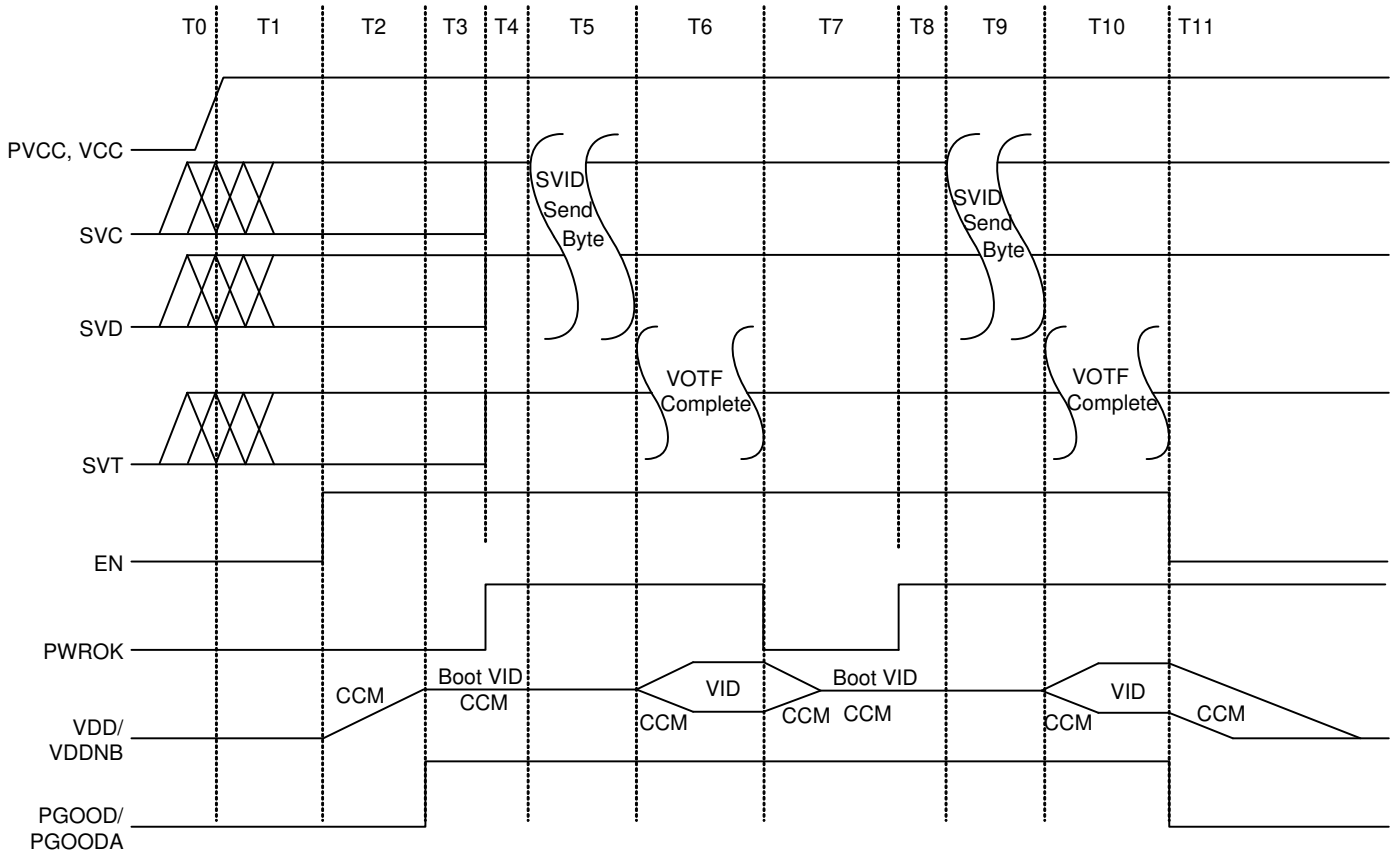 T0 T1 T2 T3 T4 T5 T6 T7 T8 T9 T10 T11
PVCC, VCC
SVID
Send
Byte
SVID
Send
Byte
SVC
SVD
VOTF
Complete
VOTF
Complete
SVT
EN
PWROK
Boot VID
Boot VID
CCM
CCM
VID
VID
CCM
CCM CCM
CCM
CCM
VDD/
VDDNB
PGOOD/
PGOODA